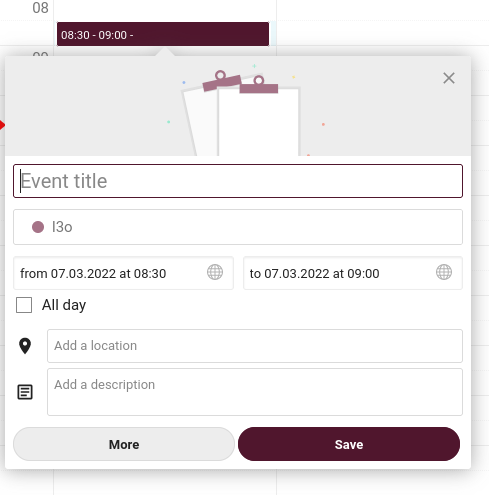 08
08:30 - 09:00 -
Event title
l3o
from 07.03.2022 at 08:30
to 07.03.2022 at 09:00
All day
Add a location
Add a description
More
Save